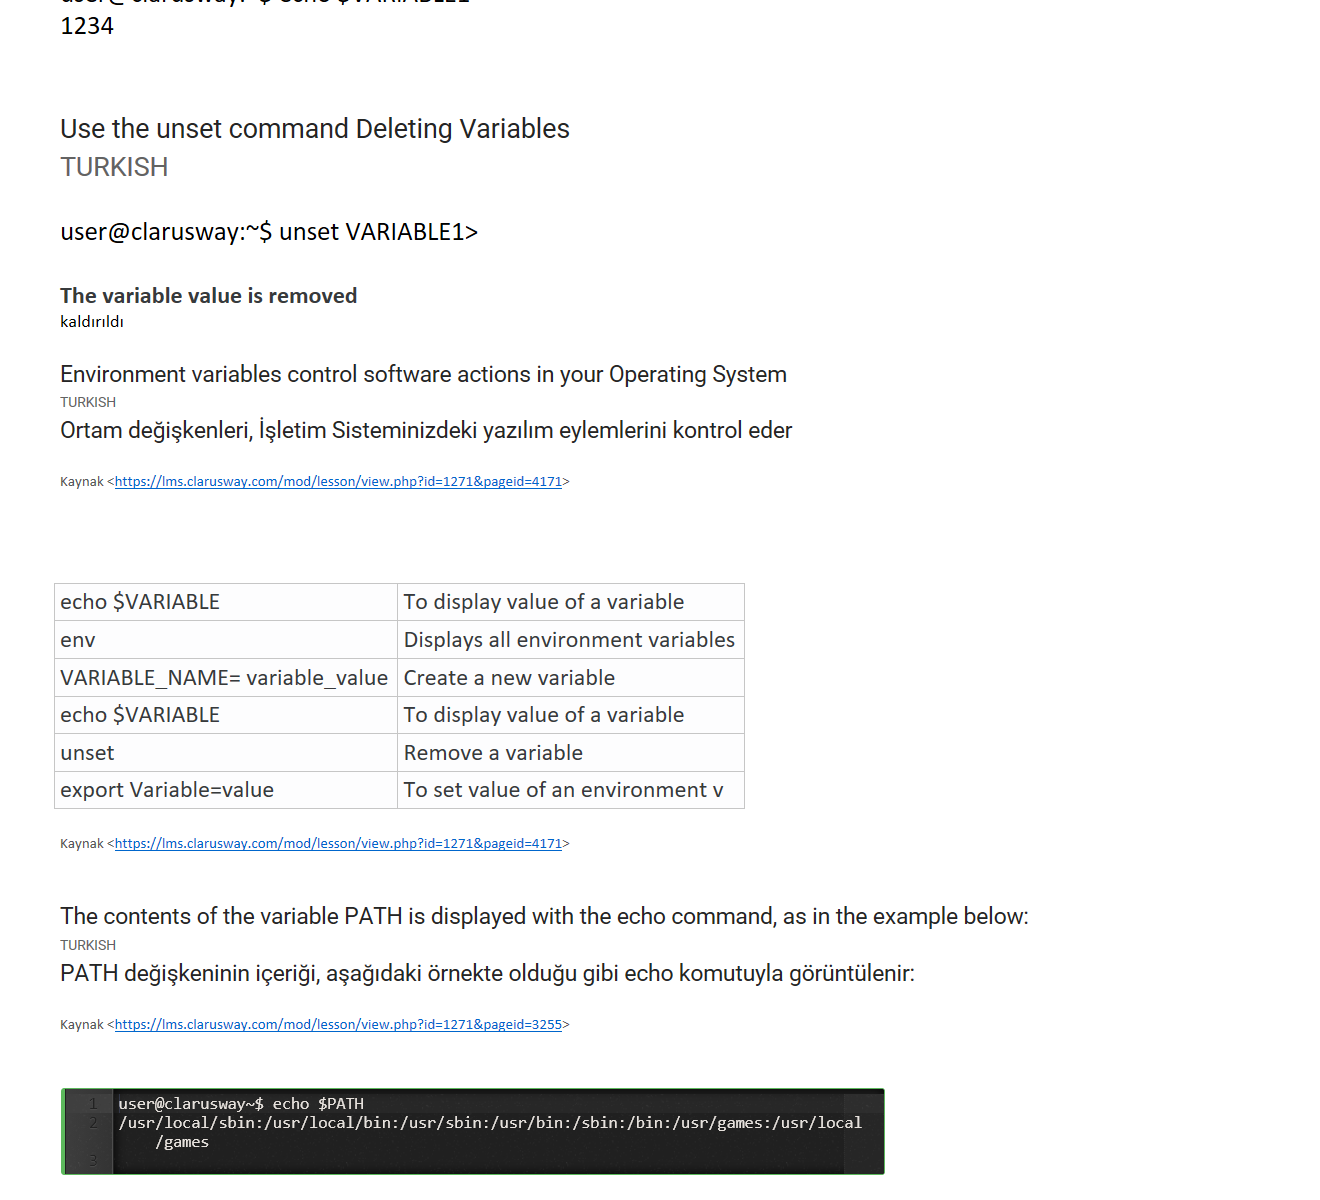 user@clarusway:~$ echo $VARIABLE1
1234
Use the unset command Deleting Variables
TURKISH
user@clarusway:~$ unset VARIABLE1>
The variable value is removed
kaldırıldı
Environment variables control software actions in your Operating System
TURKISH
Ortam değişkenleri, İşletim Sisteminizdeki yazılım eylemlerini kontrol eder
Kaynak <https://lms.clarusway.com/mod/lesson/view.php?id=1271&pageid=4171>
echo $VARIABLE To display value of a variable
env Displays all environment variables
VARIABLE_NAME= variable_value Create a new variable
echo $VARIABLE To display value of a variable
unset Remove a variable
export Variable=value To set value of an environment v
Kaynak <https://lms.clarusway.com/mod/lesson/view.php?id=1271&pageid=4171>
The contents of the variable PATH is displayed with the echo command, as in the example below:
TURKISH
PATH değişkeninin içeriği, aşağıdaki örnekte olduğu gibi echo komutuyla görüntülenir:
Kaynak <https://lms.clarusway.com/mod/lesson/view.php?id=1271&pageid=3255>
1 user@clarusway~$ echo $PATH
2 /usr/local/sbin:/usr/local/bin:/usr/sbin:/usr/bin:/sbin:/bin:/usr/games:/usr/local
/games
3